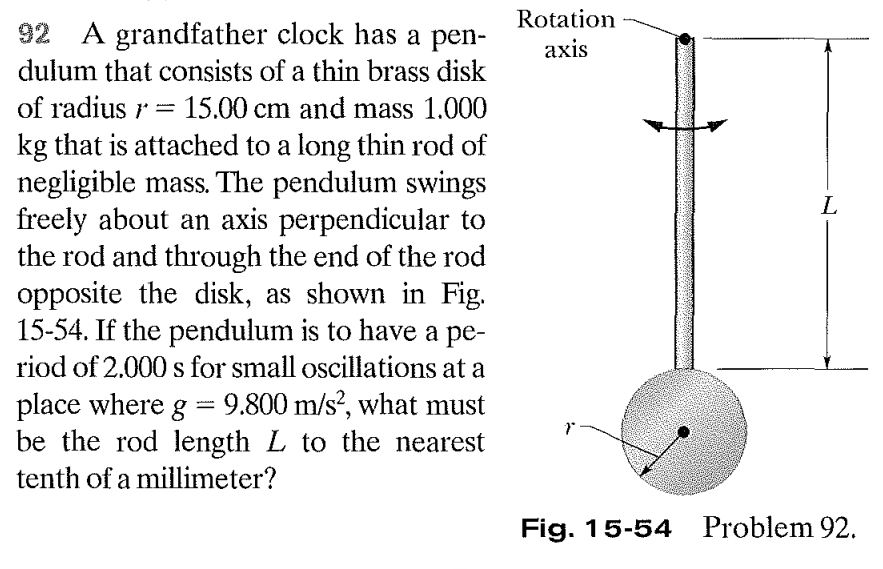 92 A grandfather clock has a pen-
dulum that consists of a thin brass disk
of radius r = 15.00 cm and mass 1.000
kg that is attached to a long thin rod of
negligible mass. The pendulum swings
freely about an axis perpendicular to
the rod and through the end of the rod
opposite the disk, as shown in Fig.
15-54. If the pendulum is to have a pe-
riod of 2.000 s for small oscillations at a
place where g = 9.800 m/s², what must
be the rod length L to the nearest
tenth of a millimeter?
Rotation
axis
L
r
Fig. 15-54 Problem 92.